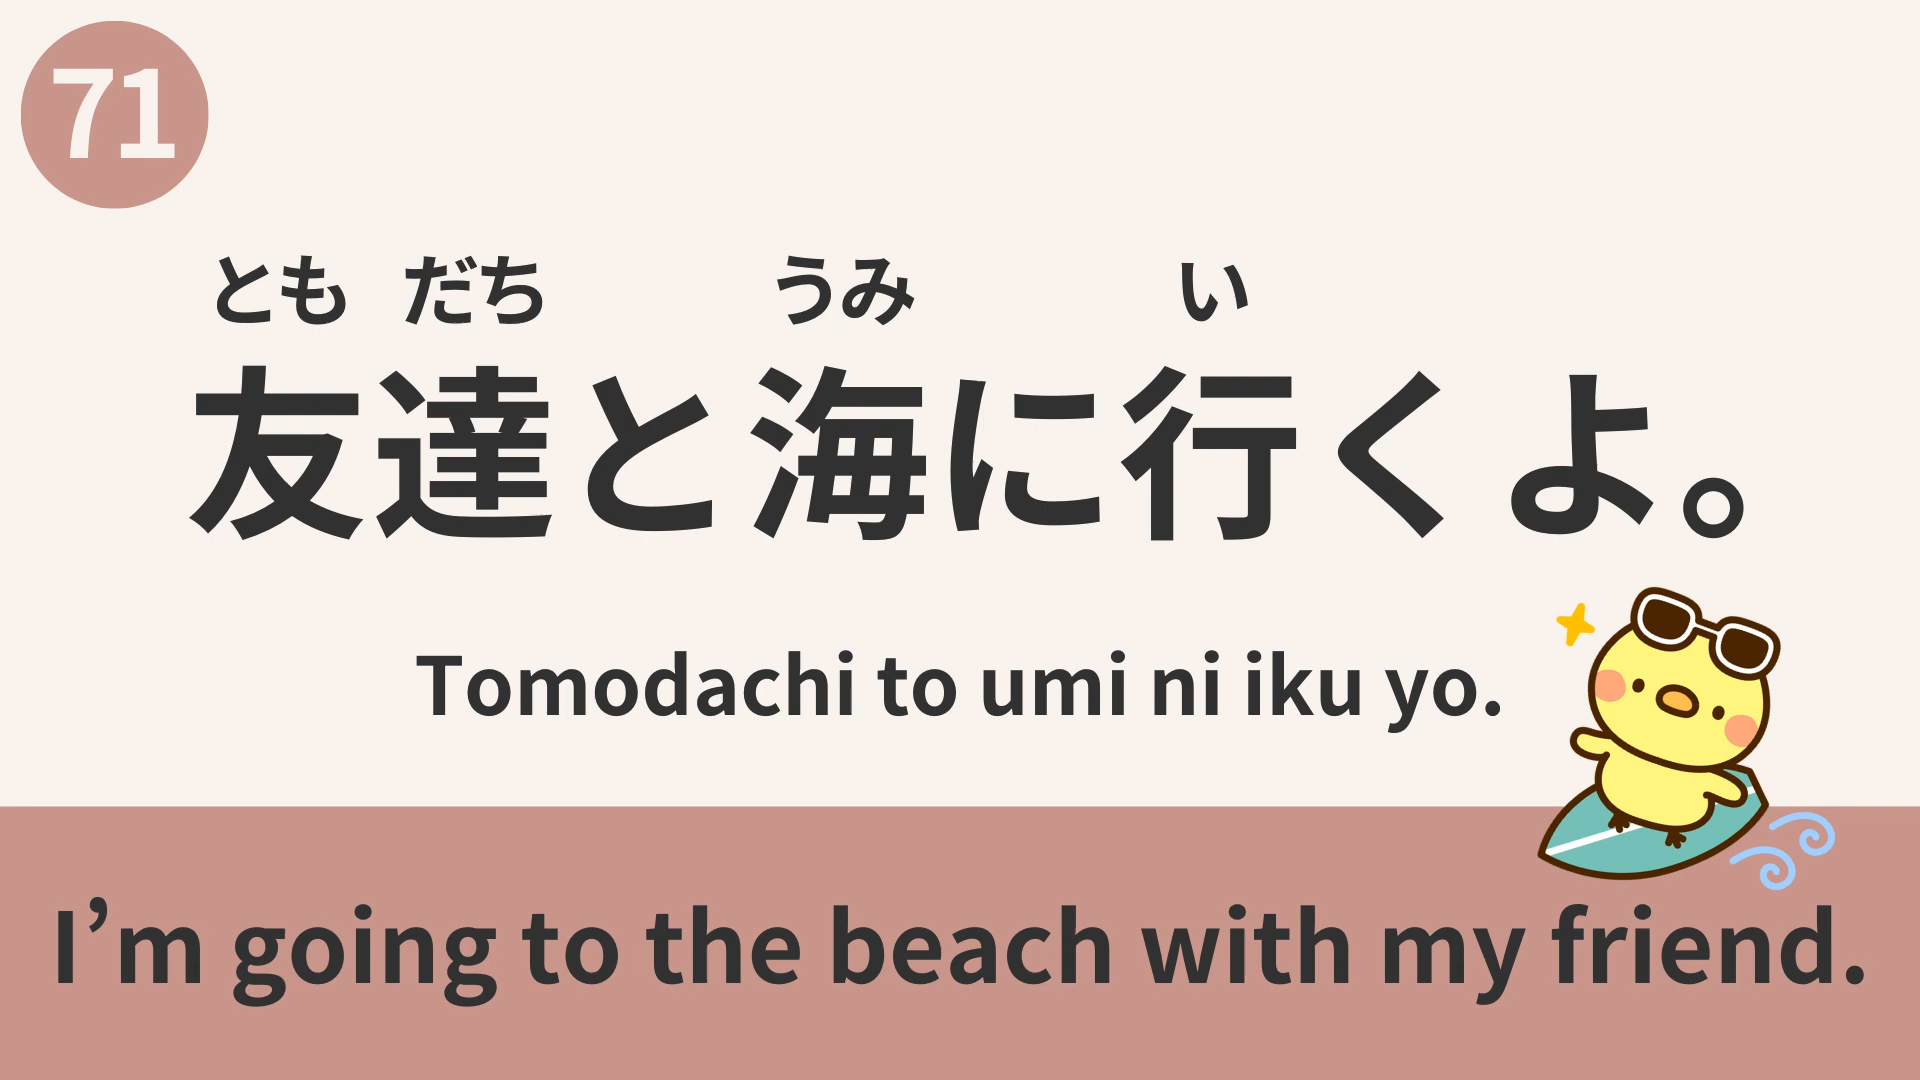 71
とも だち うみ い
友達と海に行くよ。
Tomodachi to umi ni iku yo.
I’m going to the beach with my friend.